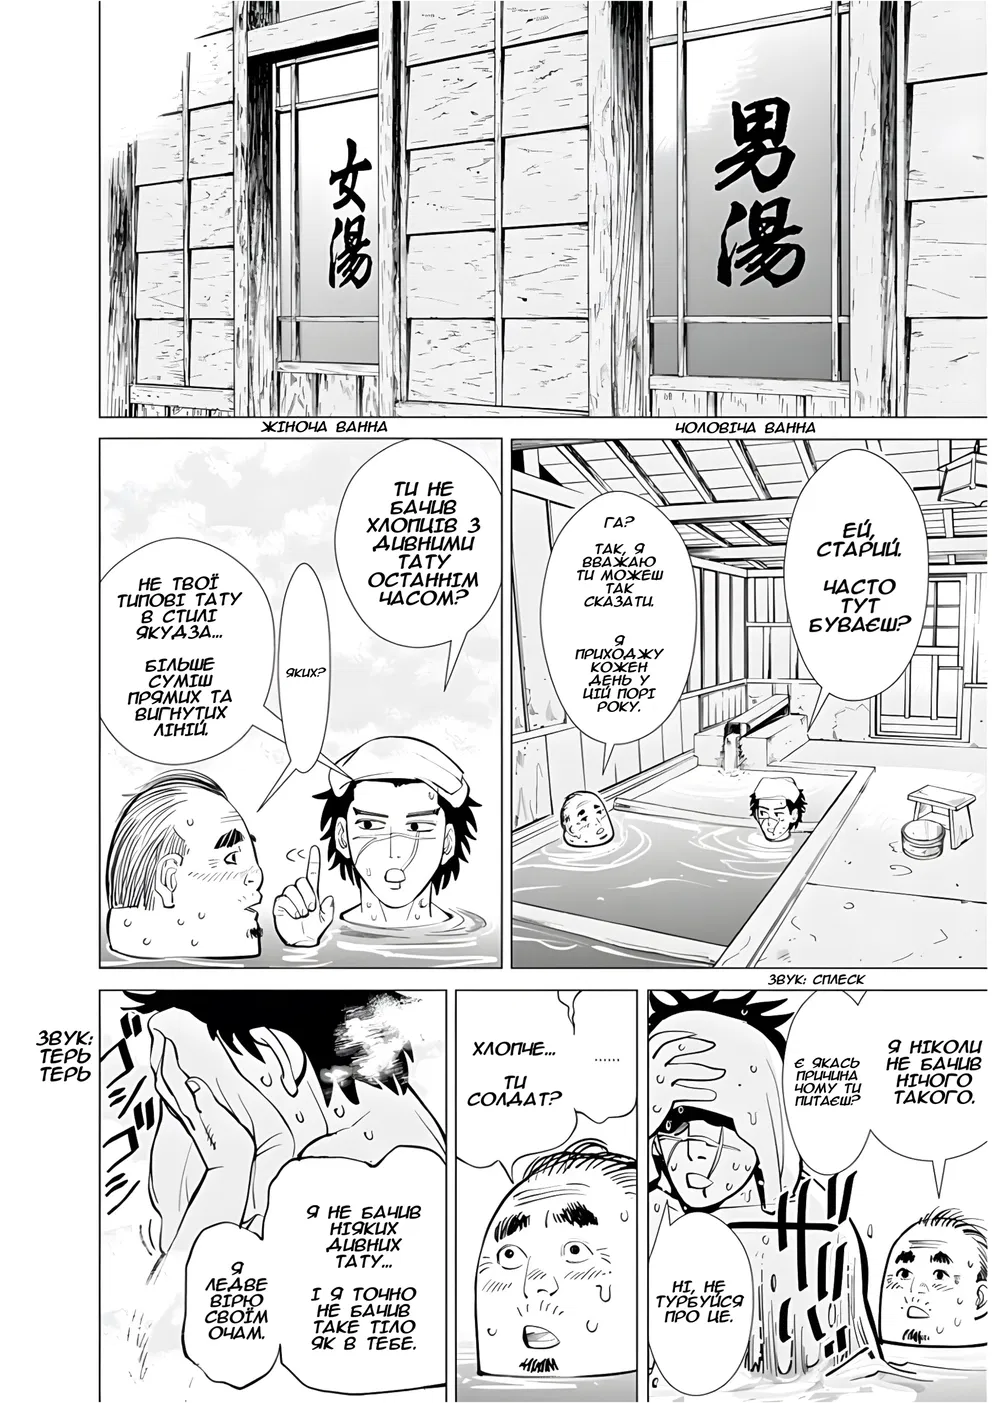 男湯
女湯
ЖІНОЧА ВАННА
ЧОЛОВІЧА ВАННА
ЕЙ,
СТАРИЙ.
ЧАСТО
ТУТ
БУВАЄШ?
ГА?
ТАК, Я
ВВАЖАЮ
ТИ МОЖЕШ
ТАК
СКАЗАТИ.
Я
ПРИХОДЖУ
КОЖЕН
ДЕНЬ У
ЦІЙ ПОРІ
РОКУ.
ТИ НЕ
БАЧИВ
ХЛОПЦІВ З
ДИВНИМИ
ТАТУ
ОСТАННІМ
ЧАСОМ?
ЯКИХ?
НЕ ТВОЇ
ТИПОВІ ТАТУ
В СТИЛІ
ЯКУДЗА...
БІЛЬШЕ
СУМІШ
ПРЯМИХ ТА
ВИГНУТИХ
ЛІНІЙ.
ЗВУК: СПЛЕСК
Я НІКОЛИ
НЕ БАЧИВ
НІЧОГО
ТАКОГО.
Є ЯКАСЬ
ПРИЧИНА
ЧОМУ ТИ
ПИТАЄШ?
НІ, НЕ
ТУРБУЙСЯ
ПРО ЦЕ.
......
ХЛОПЧЕ...
ТИ
СОЛДАТ?
ЗВУК:
ТЕРЬ
ТЕРЬ
Я НЕ БАЧИВ
НІЯКИХ
ДИВНИХ
ТАТУ...
І Я ТОЧНО
НЕ БАЧИВ
ТАКЕ ТІЛО
ЯК В ТЕБЕ.
Я
ЛЕДВЕ
ВІРЮ
СВОЇМ
ОЧАМ.